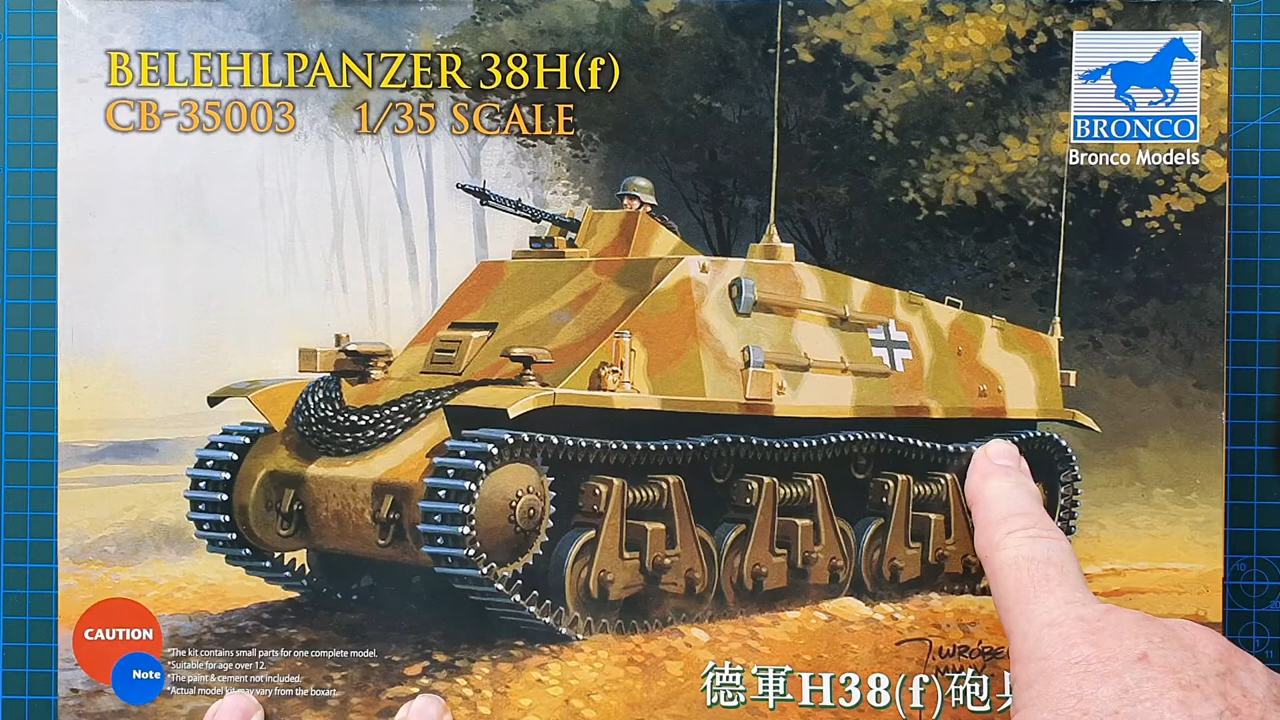 BELEHLPANZER 38H(f)
CB-35003 1/35 SCALE
BRONCO
Bronco Models
CAUTION
Note
*The kit contains small parts for one complete model.
*Suitable for age over 12.
*The paint & cement not included.
*Actual model kit may vary from the boxart.
J. WRÓBE
德軍H38(f)砲